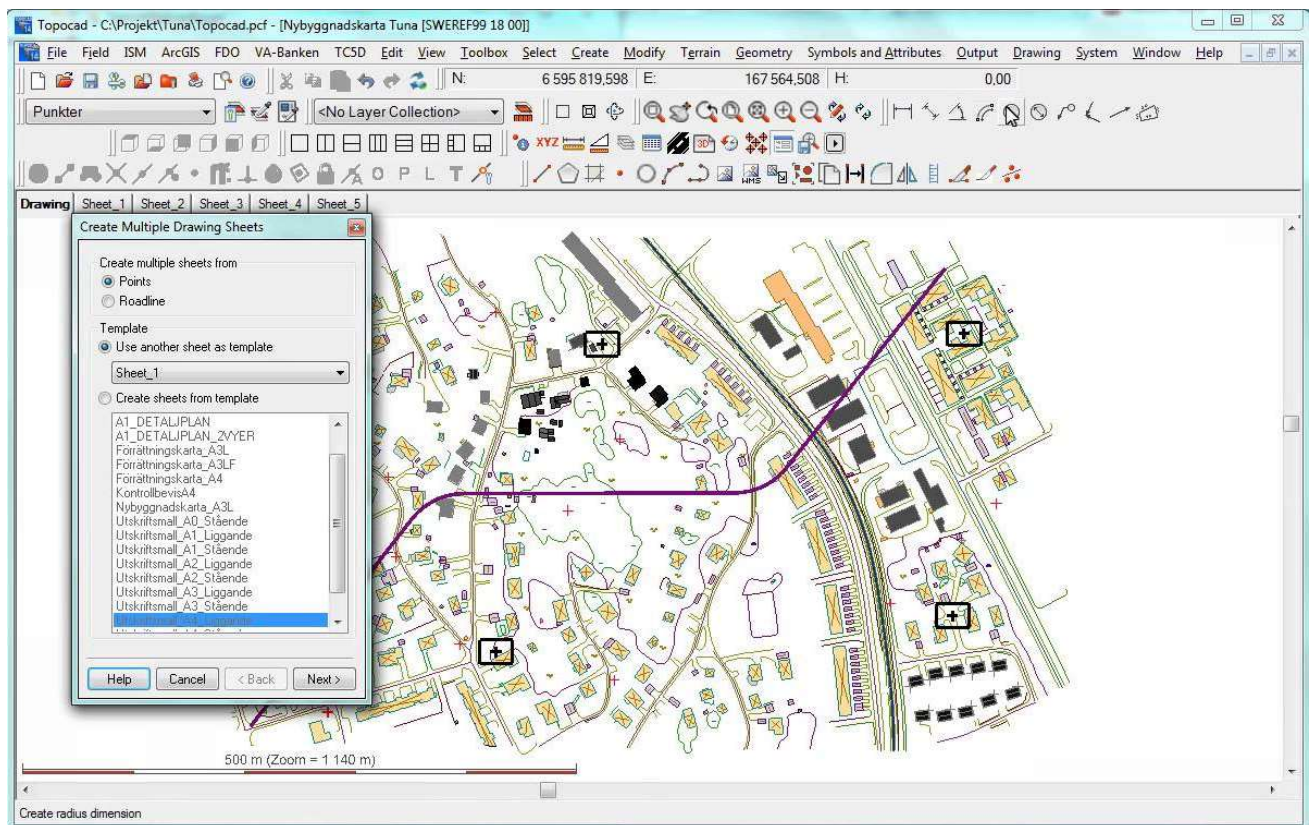 Topocad - C:\Projekt\Tuna\Topocad.pcf - [Nybyggnadskarta Tuna [SWEREF99 18 00]]
File Field ISM ArcGIS FDO VA-Banken TC5D Edit View Toolbox Select Create Modify Terrain Geometry Symbols and Attributes Output Drawing System Window Help
N: 6 595 819,598 E: 167 564,508 H: 0,00
Punkter <No Layer Collection>
XYZ 3D
O P L T WMS
Drawing Sheet_1 Sheet_2 Sheet_3 Sheet_4 Sheet_5
Create Multiple Drawing Sheets
Create multiple sheets from
Points
Roadline
Template
Use another sheet as template
Sheet_1
Create sheets from template
A1_DETALJPLAN
A1_DETALJPLAN_2VYER
Förrättningskarta_A3L
Förrättningskarta_A3LF
Förrättningskarta_A4
KontrollbevisA4
Nybyggnadskarta_A3L
Utskriftsmall_A0_Stående
Utskriftsmall_A1_Liggande
Utskriftsmall_A1_Stående
Utskriftsmall_A2_Liggande
Utskriftsmall_A2_Stående
Utskriftsmall_A3_Liggande
Utskriftsmall_A3_Stående
Utskriftsmall_A4_Liggande
Help Cancel < Back Next >
500 m (Zoom = 1 140 m)
Create radius dimension